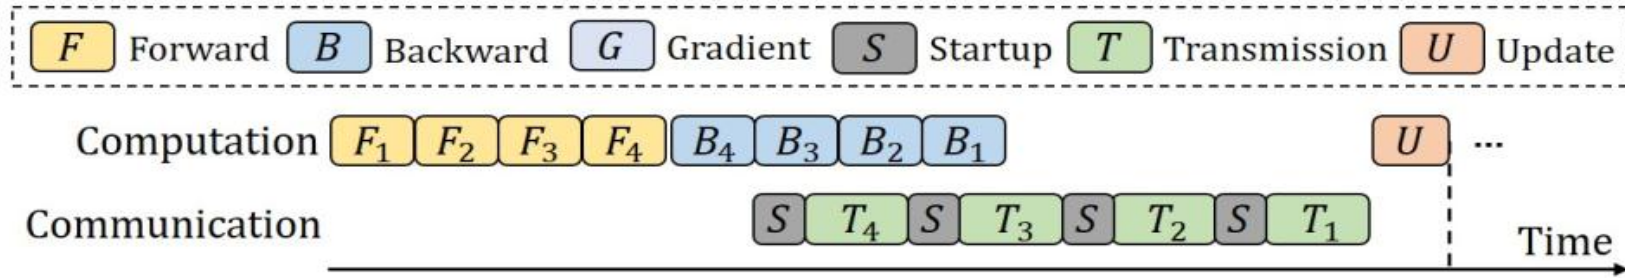 F Forward B Backward G Gradient S Startup T Transmission U Update
Computation F₁ F₂ F₃ F₄ B₄ B₃ B₂ B₁ U ...
Communication S T₄ S T₃ S T₂ S T₁
Time